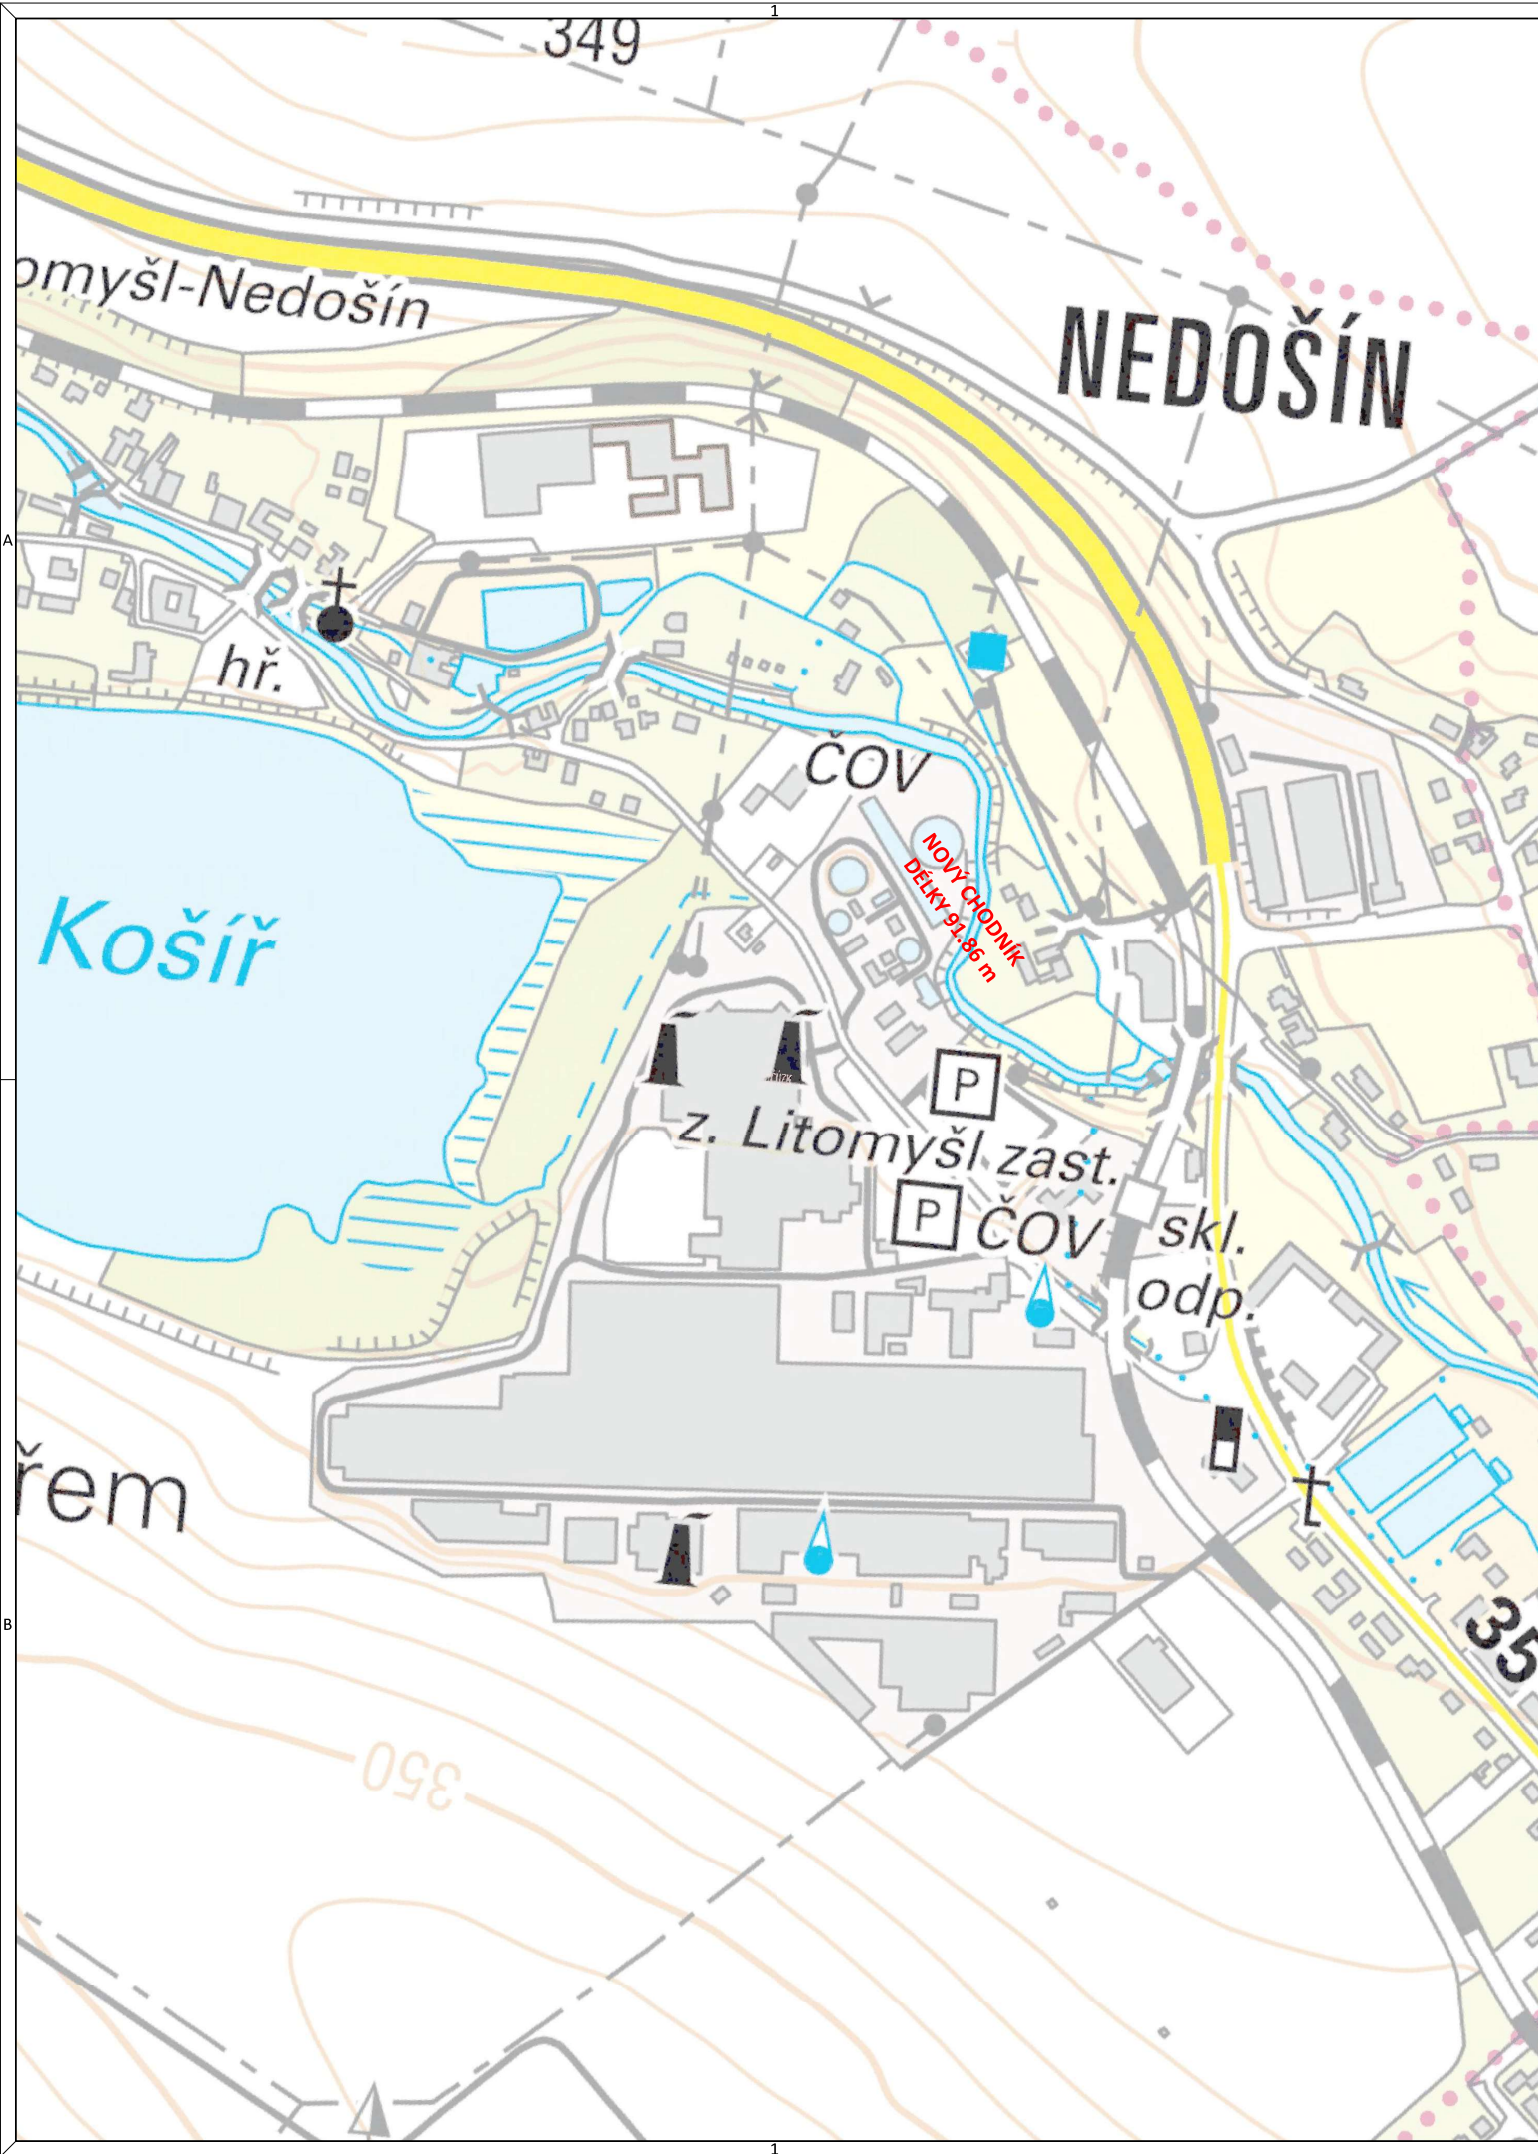 1
349
omyšl-Nedošín
NEDOŠÍN
A
hř.
ČOV
NOVÝ CHODNÍK
DÉLKY 91.86 m
Košíř
P
z. Litomyšl zast.
P
ČOV
skl.
odp.
řem
B
35
350
1